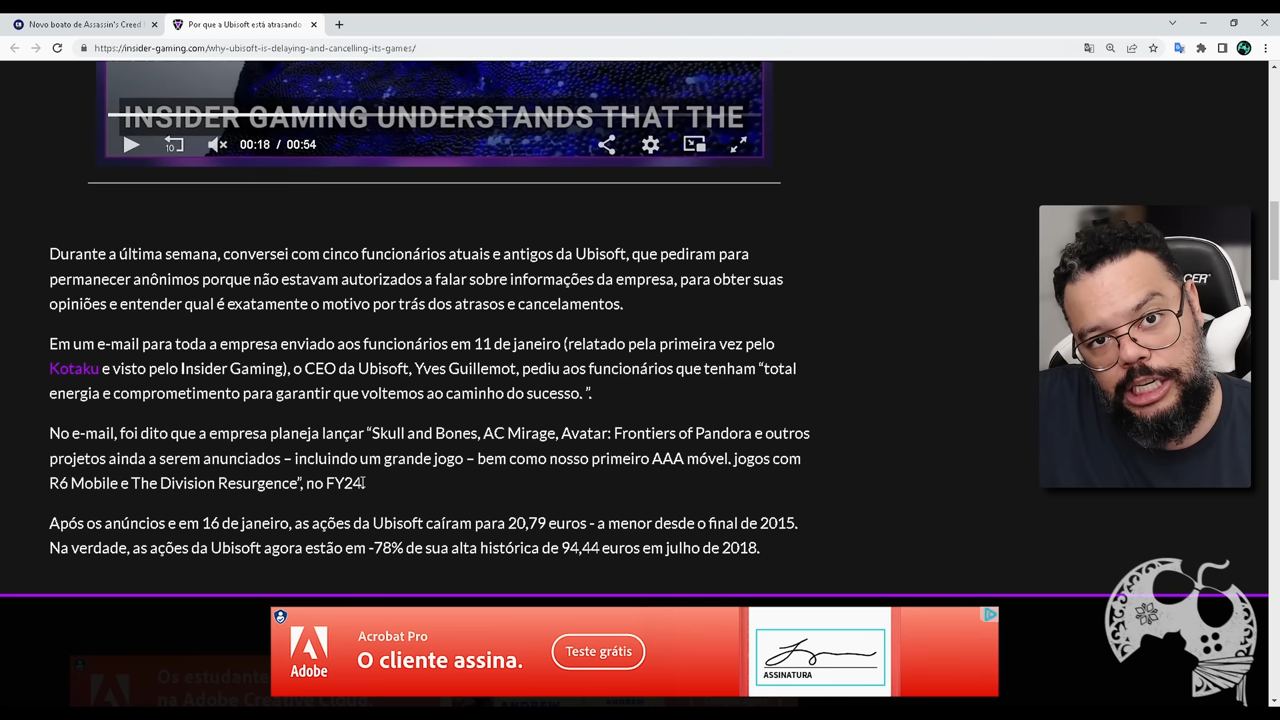 Novo boato de Assassin's Creed
Por que a Ubisoft está atrasando
https://insider-gaming.com/why-ubisoft-is-delaying-and-cancelling-its-games/
INSIDER GAMING UNDERSTANDS THAT THE
10
00:18 / 00:54
Durante a última semana, conversei com cinco funcionários atuais e antigos da Ubisoft, que pediram para
permanecer anônimos porque não estavam autorizados a falar sobre informações da empresa, para obter suas
opiniões e entender qual é exatamente o motivo por trás dos atrasos e cancelamentos.
Em um e-mail para toda a empresa enviado aos funcionários em 11 de janeiro (relatado pela primeira vez pelo
Kotaku e visto pelo Insider Gaming), o CEO da Ubisoft, Yves Guillemot, pediu aos funcionários que tenham “total
energia e comprometimento para garantir que voltemos ao caminho do sucesso. ”.
No e-mail, foi dito que a empresa planeja lançar “Skull and Bones, AC Mirage, Avatar: Frontiers of Pandora e outros
projetos ainda a serem anunciados – incluindo um grande jogo – bem como nosso primeiro AAA móvel. jogos com
R6 Mobile e The Division Resurgence”, no FY24.
Após os anúncios e em 16 de janeiro, as ações da Ubisoft caíram para 20,79 euros - a menor desde o final de 2015.
Na verdade, as ações da Ubisoft agora estão em -78% de sua alta histórica de 94,44 euros em julho de 2018.
Adobe
Acrobat Pro
O cliente assina.
Teste grátis
ASSINATURA
Os estudante
na Adobe Creative Cloud.